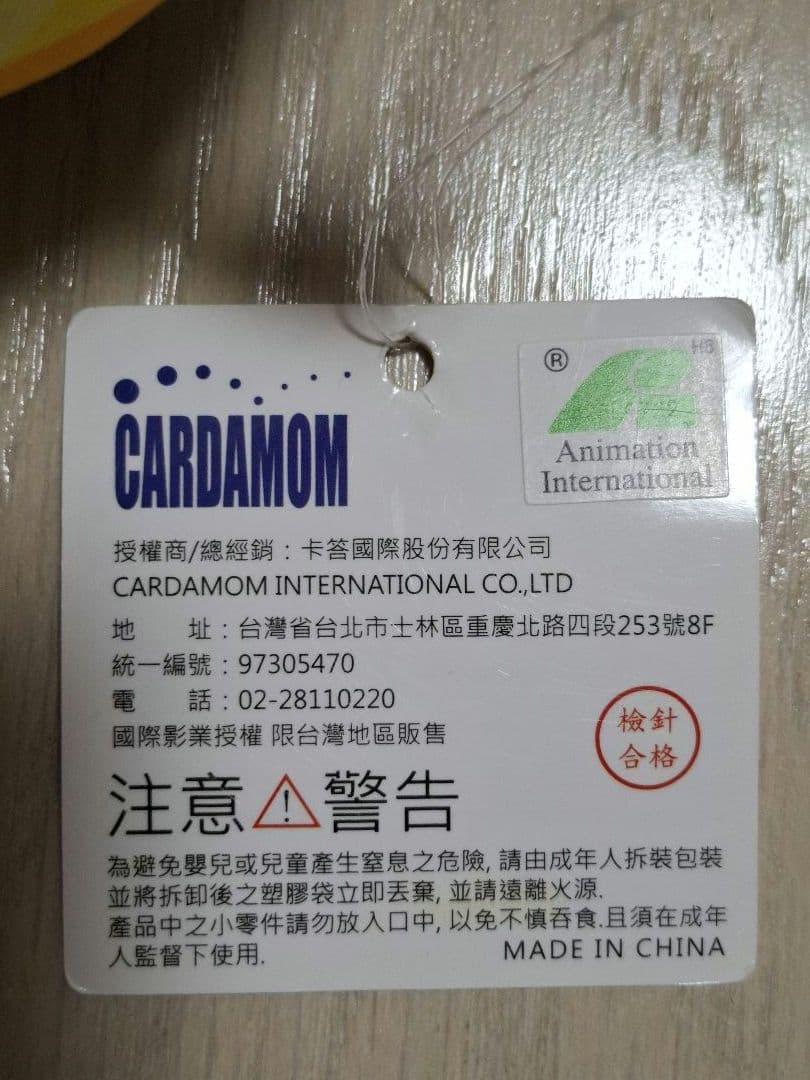 CARDAMOM
®
H6
Animation
International
授權商/總經銷：卡答國際股份有限公司
CARDAMOM INTERNATIONAL CO.,LTD
地 址：台灣省台北市士林區重慶北路四段253號8F
統一編號：97305470
電 話：02-28110220
國際影業授權 限台灣地區販售
檢針
合格
注意 ! 警告
為避免嬰兒或兒童產生窒息之危險, 請由成年人拆裝包裝
並將拆卸後之塑膠袋立即丟棄, 並請遠離火源.
產品中之小零件請勿放入口中, 以免不慎吞食.且須在成年
人監督下使用.
MADE IN CHINA